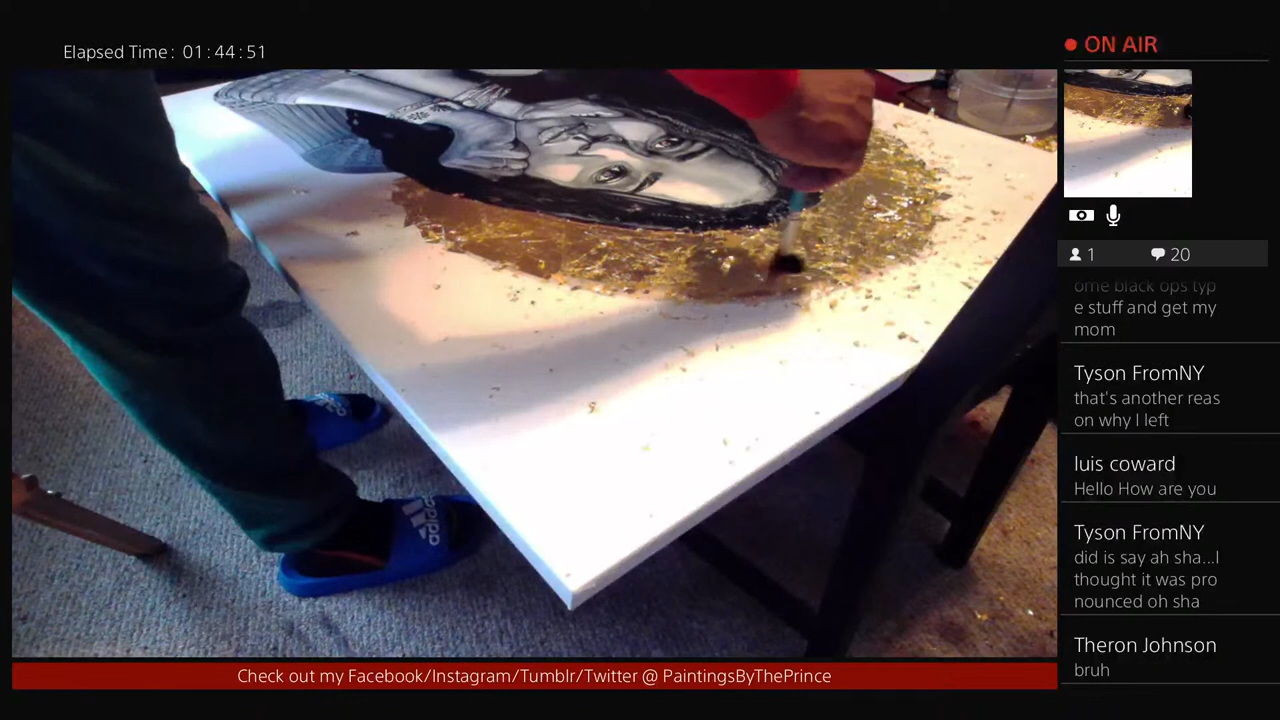 Elapsed Time: 01:44:51
ON AIR
1
20
ome black ops typ
e stuff and get my
mom
Tyson FromNY
that's another reas
on why I left
luis coward
Hello How are you
Tyson FromNY
did is say ah sha...I
thought it was pro
nounced oh sha
Theron Johnson
bruh
adidas
Check out my Facebook/Instagram/Tumblr/Twitter @ PaintingsByThePrince